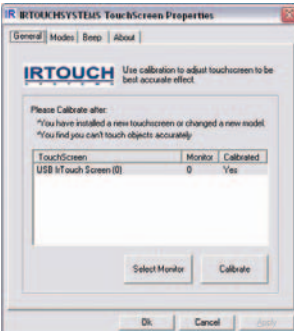 IRTOUCHSYSTEMS TouchScreen Properties
General Modes Beep About
IRTOUCH
SYSTEMS
Use calibration to adjust touchscreen to be
best accurate effect.
Please Calibrate after:
*You have installed a new touchscreen or changed a new model.
*You find you can't touch objects accurately
TouchScreen Monitor Calibrated
USB IrTouch Screen (0) 0 Yes
Select Monitor Calibrate
Ok Cancel Apply